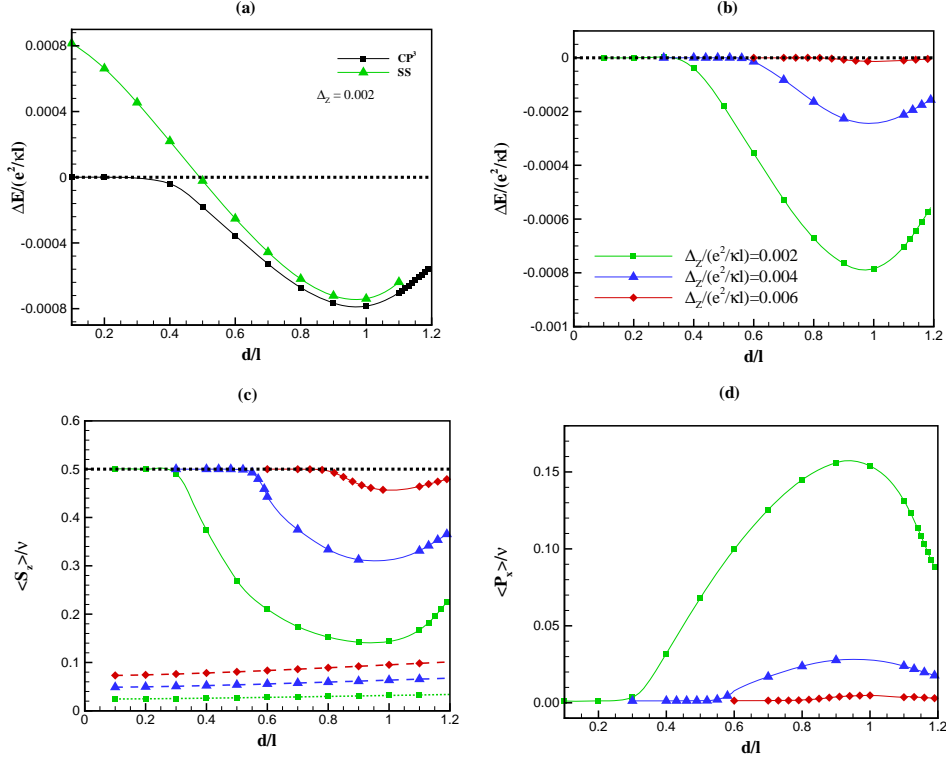 (a)
0.0008
0.0004
0
-0.0004
-0.0008
ΔE/(e²/κl)
CP³
SS
Δ_Z = 0.002
0.2 0.4 0.6 0.8 1 1.2
d/l
(b)
0
-0.0002
-0.0004
-0.0006
-0.0008
-0.001
ΔE/(e²/κl)
Δ_Z/(e²/κl)=0.002
Δ_Z/(e²/κl)=0.004
Δ_Z/(e²/κl)=0.006
0 0.2 0.4 0.6 0.8 1 1.2
d/l
(c)
0.6
0.5
0.4
0.3
0.2
0.1
0
<S_z>/ν
0 0.2 0.4 0.6 0.8 1 1.2
d/l
(d)
0.15
0.10
0.05
0.00
<P_x>/ν
0.2 0.4 0.6 0.8 1 1.2
d/l